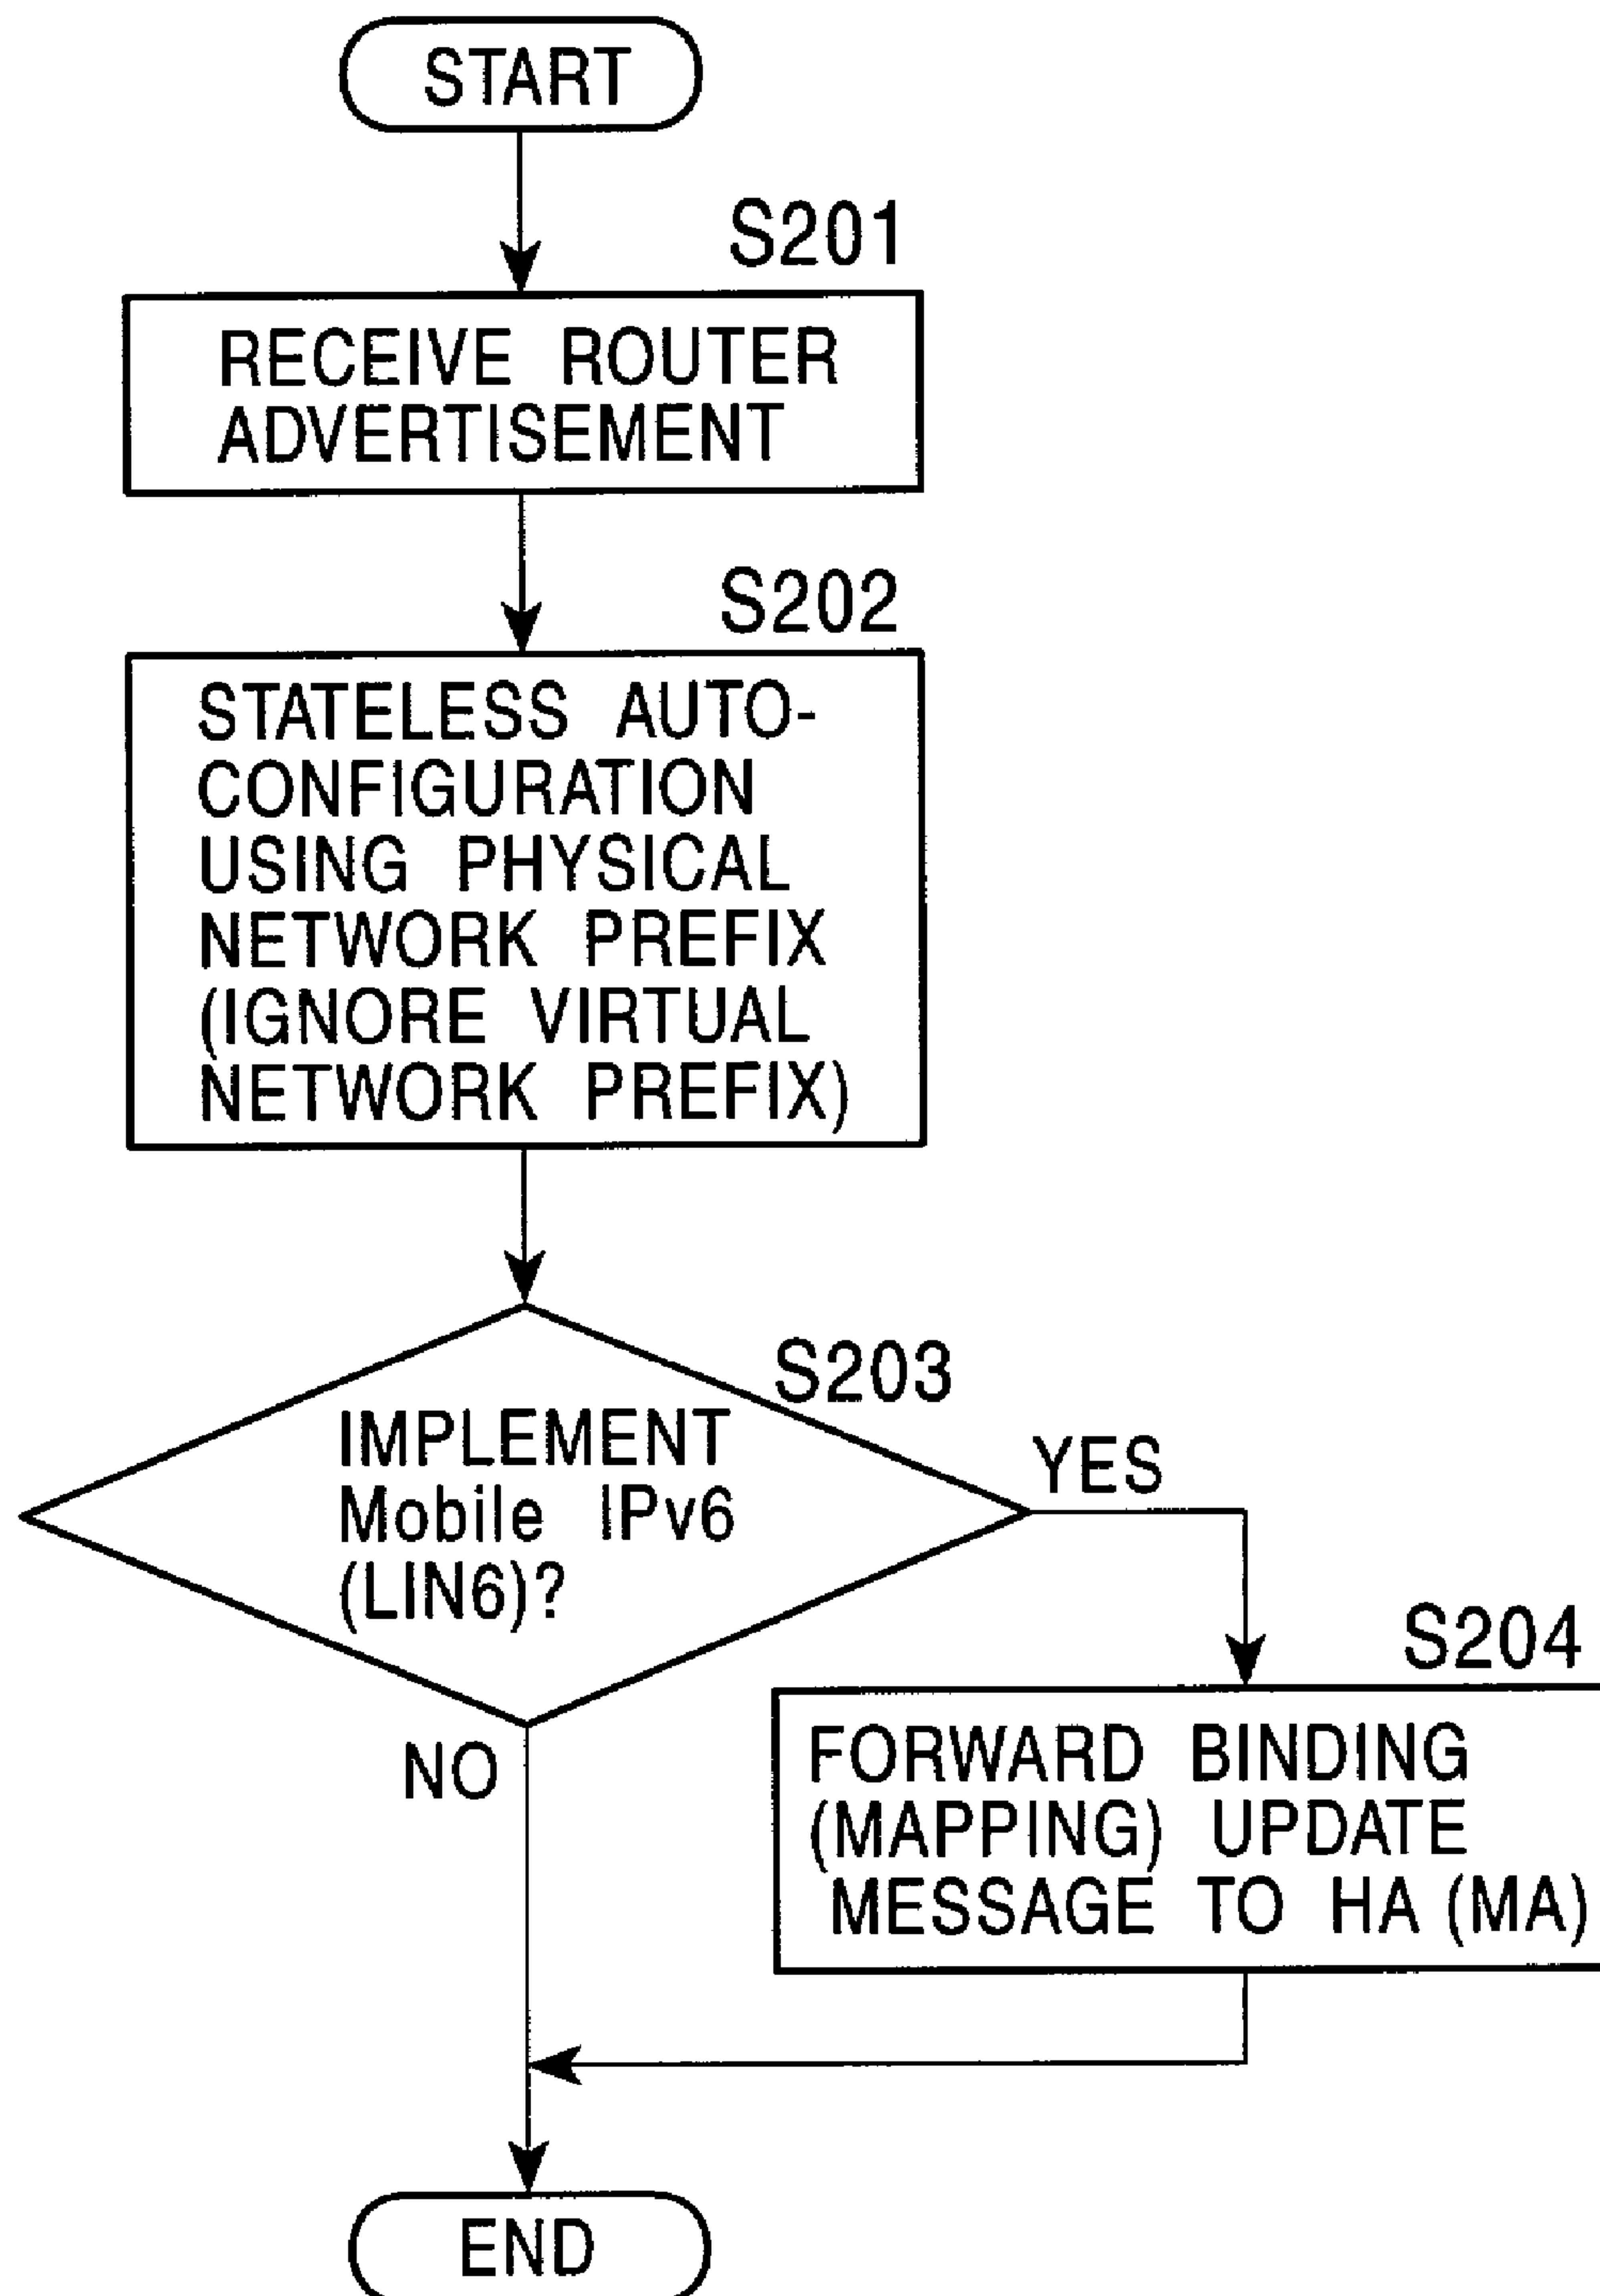 START
S201
RECEIVE ROUTER
ADVERTISEMENT
S202
STATELESS AUTO-
CONFIGURATION
USING PHYSICAL
NETWORK PREFIX
(IGNORE VIRTUAL
NETWORK PREFIX)
S203
IMPLEMENT
Mobile IPv6
(LIN6)?
YES
NO
S204
FORWARD BINDING
(MAPPING) UPDATE
MESSAGE TO HA (MA)
END